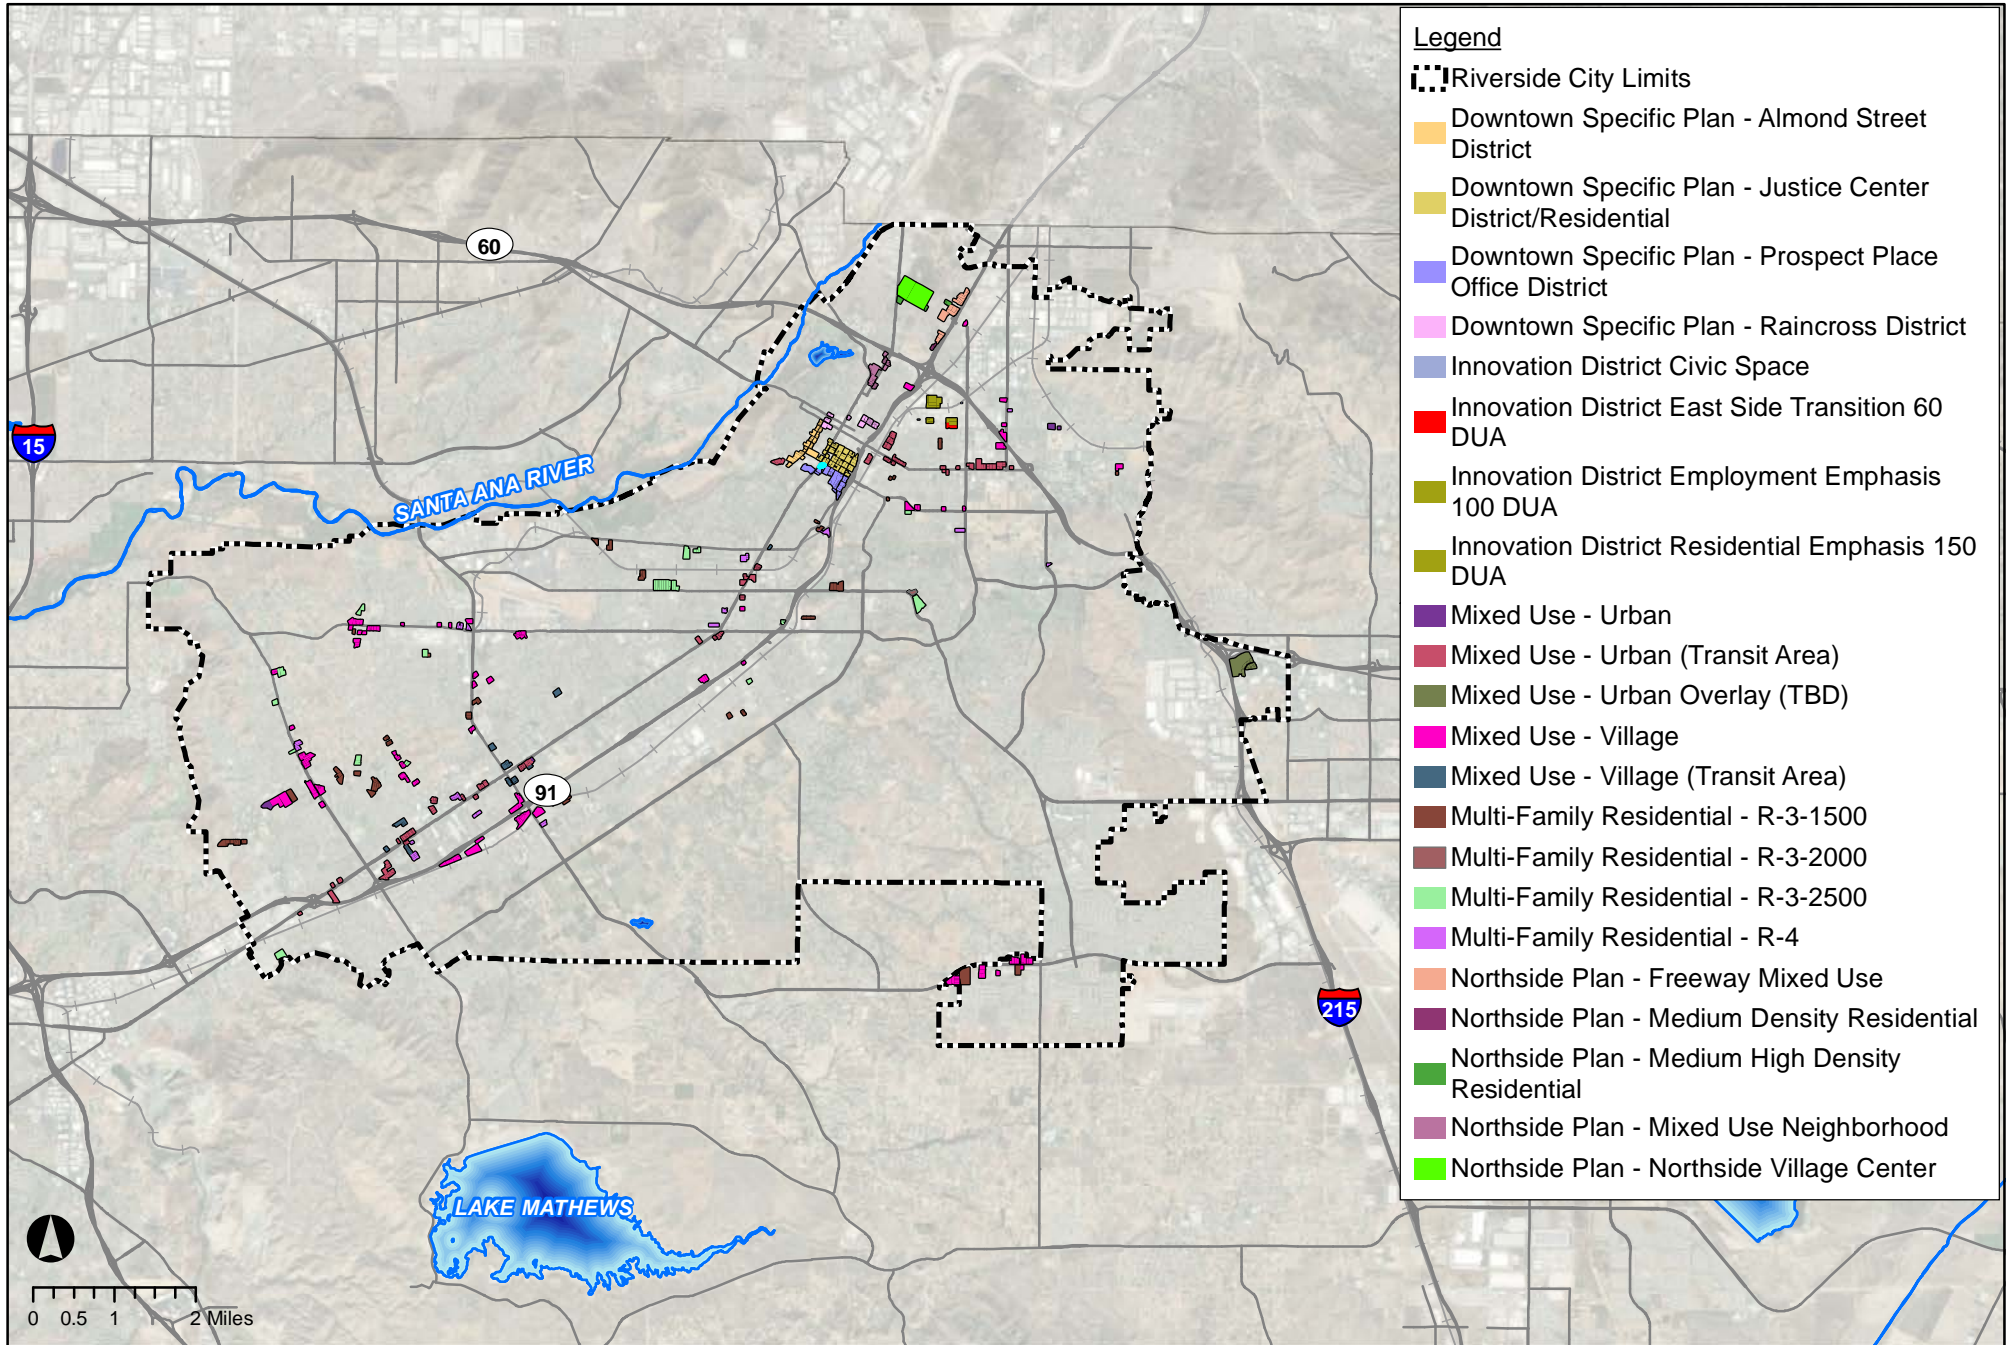 Legend
Riverside City Limits
Downtown Specific Plan - Almond Street
District
Downtown Specific Plan - Justice Center
District/Residential
Downtown Specific Plan - Prospect Place
Office District
Downtown Specific Plan - Raincross District
Innovation District Civic Space
Innovation District East Side Transition 60
DUA
Innovation District Employment Emphasis
100 DUA
Innovation District Residential Emphasis 150
DUA
Mixed Use - Urban
Mixed Use - Urban (Transit Area)
Mixed Use - Urban Overlay (TBD)
Mixed Use - Village
Mixed Use - Village (Transit Area)
Multi-Family Residential - R-3-1500
Multi-Family Residential - R-3-2000
Multi-Family Residential - R-3-2500
Multi-Family Residential - R-4
Northside Plan - Freeway Mixed Use
Northside Plan - Medium Density Residential
Northside Plan - Medium High Density
Residential
Northside Plan - Mixed Use Neighborhood
Northside Plan - Northside Village Center
60
15
SANTA ANA RIVER
91
215
LAKE MATHEWS
0 0.5 1 2 Miles